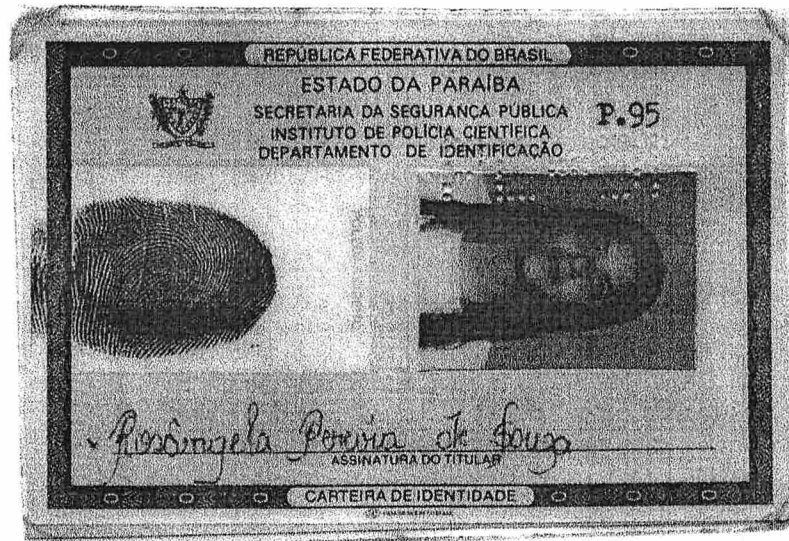 REPÚBLICA FEDERATIVA DO BRASIL
ESTADO DA PARAÍBA
SECRETARIA DA SEGURANÇA PÚBLICA
INSTITUTO DE POLÍCIA CIENTÍFICA
DEPARTAMENTO DE IDENTIFICAÇÃO
P.95
Rosângela Pereira de Souza
ASSINATURA DO TITULAR
CARTEIRA DE IDENTIDADE